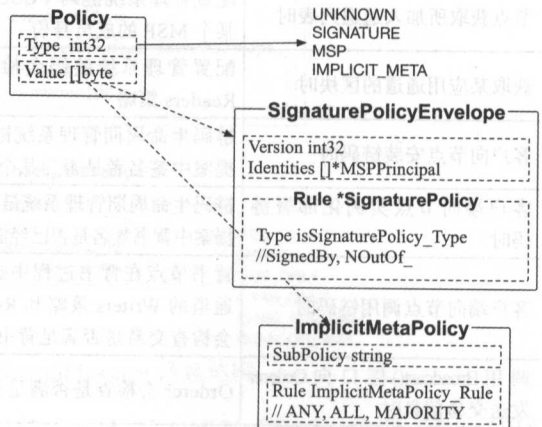 Policy
Type int32
Value []byte
UNKNOWN
SIGNATURE
MSP
IMPLICIT_META
SignaturePolicyEnvelope
Version int32
Identities []*MSPPrincipal
Rule *SignaturePolicy
Type isSignaturePolicy_Type
//SignedBy, NOutOf_
ImplicitMetaPolicy
SubPolicy string
Rule ImplicitMetaPolicy_Rule
// ANY, ALL, MAJORITY